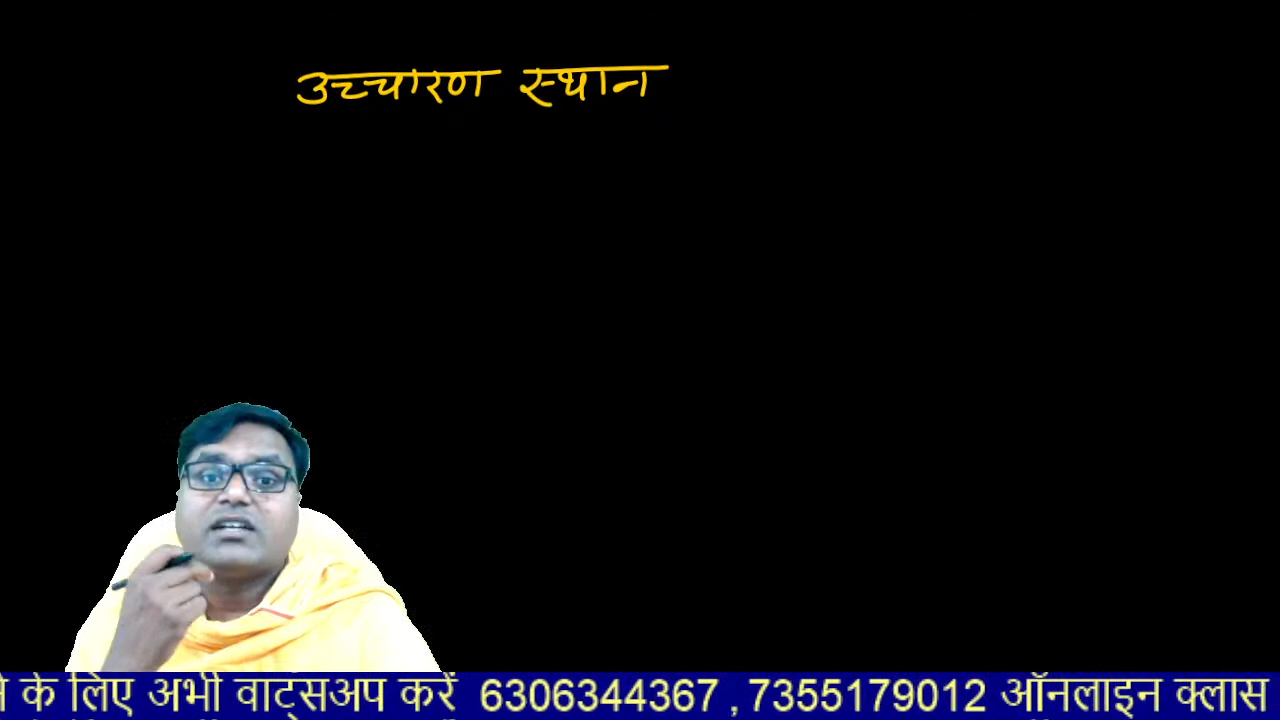 उच्चारण स्थान
के लिए अभी वाट्सअप करें 6306344367 , 7355179012 ऑनलाइन क्लास